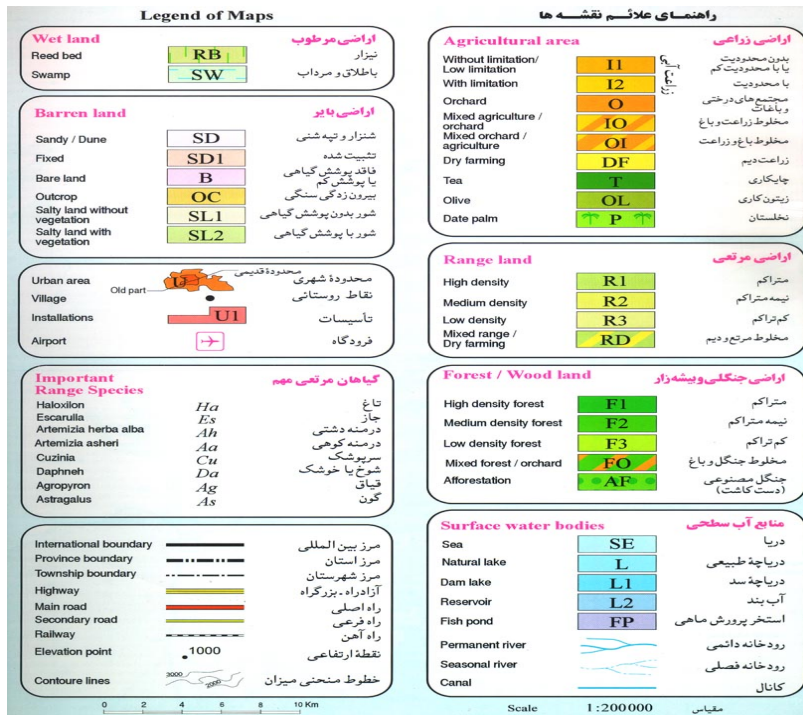 Legend of Maps
راهنمای علائم نقشه ها
Wet land اراضی مرطوب
Reed bed RB نیزار
Swamp SW باطلاق و مرداب
Barren land اراضی بایر
Sandy / Dune SD شنزار و تپه شنی
Fixed SD1 تثبیت شده
Bare land B فاقد پوشش گیاهی
یا پوشش کم
Outcrop OC بیرون زدگی سنگی
Salty land without
vegetation SL1 شور بدون پوشش گیاهی
Salty land with
vegetation SL2 شور با پوشش گیاهی
محدودۀ قدیمی
Urban area U محدودۀ شهری
Old part
Village نقاط روستائی
Installations U1 تأسیسات
Airport فرودگاه
Important
Range Species گیاهان مرتعی مهم
Haloxilon Ha تاغ
Escarulla Es جاز
Artemizia herba alba Ah درمنه دشتی
Artemizia asheri Aa درمنه کوهی
Cuzinia Cu سرپوشک
Daphneh Da شوخ یا خوشک
Agropyron Ag قیاق
Astragalus As گون
International boundary مرز بین المللی
Province boundary مرز استان
Township boundary مرز شهرستان
Highway آزادراه - بزرگراه
Main road راه اصلی
Secondary road راه فرعی
Railway راه آهن
Elevation point 1000 نقطۀ ارتفاعی
Contoure lines 3000 2000 خطوط منحنی میزان
0 2 4 6 8 10 Km
Agricultural area اراضی زراعی
زراعت آبی
Without limitation/
Low limitation I1 بدون محدودیت
یا با محدودیت کم
With limitation I2 با محدودیت
Orchard O مجتمع های درختی
و باغات
Mixed agriculture /
orchard IO مخلوط زراعت و باغ
Mixed orchard /
agriculture OI مخلوط باغ و زراعت
Dry farming DF زراعت دیم
Tea T چایکاری
Olive OL زیتون کاری
Date palm P نخلستان
Range land اراضی مرتعی
High density R1 متراکم
Medium density R2 نیمه متراکم
Low density R3 کم تراکم
Mixed range /
Dry farming RD مخلوط مرتع و دیم
Forest / Wood land اراضی جنگلی و بیشه زار
High density forest F1 متراکم
Medium density forest F2 نیمه متراکم
Low density forest F3 کم تراکم
Mixed forest / orchard FO مخلوط جنگل و باغ
Afforestation AF جنگل مصنوعی
(دست کاشت)
Surface water bodies منابع آب سطحی
Sea SE دریا
Natural lake L دریاچۀ طبیعی
Dam lake L1 دریاچۀ سد
Reservoir L2 آب بند
Fish pond FP استخر پرورش ماهی
Permanent river رودخانه دائمی
Seasonal river رودخانه فصلی
Canal کانال
Scale 1:200000 مقیاس